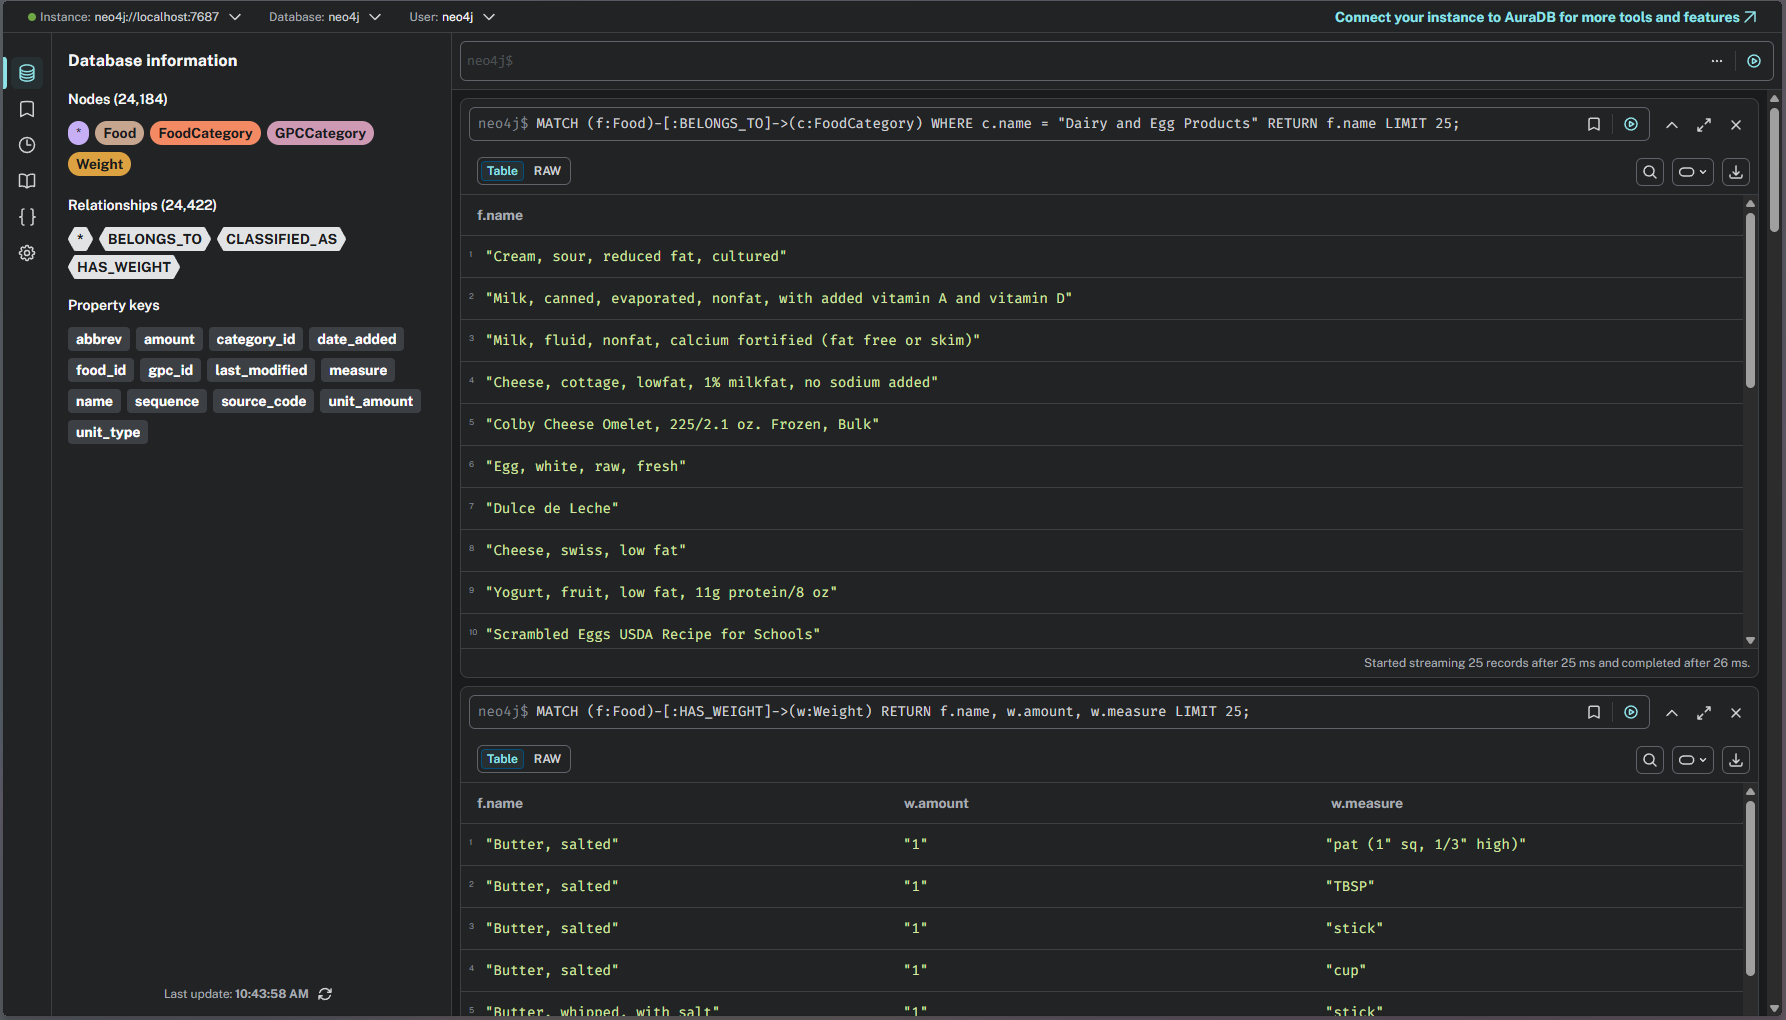 Instance: neo4j://localhost:7687 Database: neo4j User: neo4j Connect your instance to AuraDB for more tools and features
Database information
Nodes (24,184)
* Food FoodCategory GPCCategory
Weight
Relationships (24,422)
* BELONGS_TO CLASSIFIED_AS
HAS_WEIGHT
Property keys
abbrev amount category_id date_added
food_id gpc_id last_modified measure
name sequence source_code unit_amount
unit_type
Last update: 10:43:58 AM
neo4j$
neo4j$ MATCH (f:Food)-[:BELONGS_TO]->(c:FoodCategory) WHERE c.name = "Dairy and Egg Products" RETURN f.name LIMIT 25;
Table RAW
f.name
1 "Cream, sour, reduced fat, cultured"
2 "Milk, canned, evaporated, nonfat, with added vitamin A and vitamin D"
3 "Milk, fluid, nonfat, calcium fortified (fat free or skim)"
4 "Cheese, cottage, lowfat, 1% milkfat, no sodium added"
5 "Colby Cheese Omelet, 225/2.1 oz. Frozen, Bulk"
6 "Egg, white, raw, fresh"
7 "Dulce de Leche"
8 "Cheese, swiss, low fat"
9 "Yogurt, fruit, low fat, 11g protein/8 oz"
10 "Scrambled Eggs USDA Recipe for Schools"
Started streaming 25 records after 25 ms and completed after 26 ms.
neo4j$ MATCH (f:Food)-[:HAS_WEIGHT]->(w:Weight) RETURN f.name, w.amount, w.measure LIMIT 25;
Table RAW
f.name w.amount w.measure
1 "Butter, salted" "1" "pat (1" sq, 1/3" high)"
2 "Butter, salted" "1" "TBSP"
3 "Butter, salted" "1" "stick"
4 "Butter, salted" "1" "cup"
5 "Butter, whipped, with salt" "1" "stick"